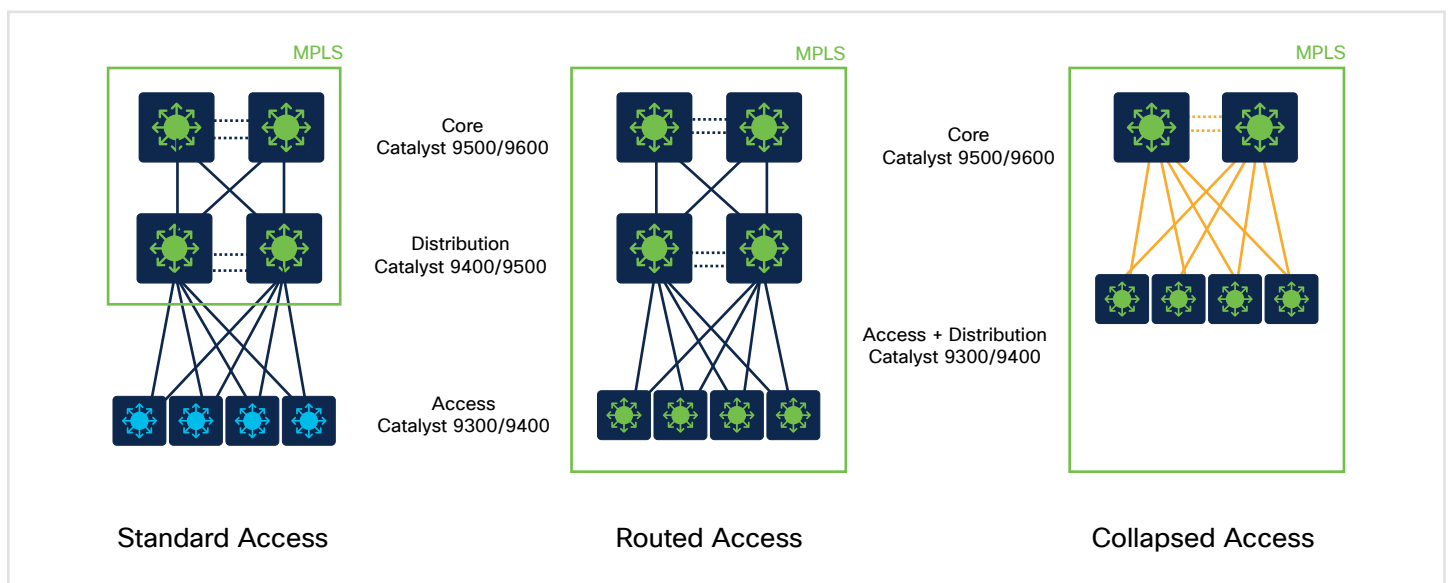 MPLS
MPLS
MPLS
Core
Catalyst 9500/9600
Core
Catalyst 9500/9600
Distribution
Catalyst 9400/9500
Access + Distribution
Catalyst 9300/9400
Access
Catalyst 9300/9400
Standard Access
Routed Access
Collapsed Access